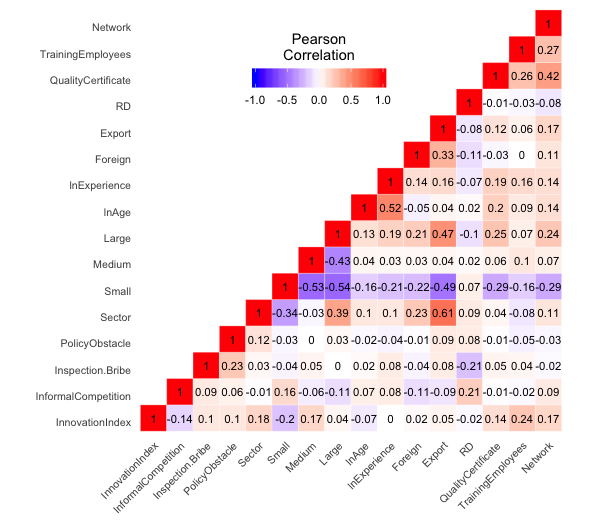 Pearson
Correlation
-1.0 -0.5 0.0 0.5 1.0
Network 1
TrainingEmployees 1 0.27
QualityCertificate 1 0.26 0.42
RD 1 -0.01 -0.03 -0.08
Export 1 -0.08 0.12 0.06 0.17
Foreign 1 0.33 -0.11 -0.03 0 0.11
lnExperience 1 0.14 0.16 -0.07 0.19 0.16 0.14
lnAge 1 0.52 -0.05 0.04 0.02 0.2 0.09 0.14
Large 1 0.13 0.19 0.21 0.47 -0.1 0.25 0.07 0.24
Medium 1 -0.43 0.04 0.03 0.03 0.04 0.02 0.06 0.1 0.07
Small 1 -0.53 -0.54 -0.16 -0.21 -0.22 -0.49 0.07 -0.29 -0.16 -0.29
Sector 1 -0.34 -0.03 0.39 0.1 0.1 0.23 0.61 0.09 0.04 -0.08 0.11
PolicyObstacle 1 0.12 -0.03 0 0.03 -0.02 -0.04 -0.01 0.09 0.08 -0.01 -0.05 -0.03
Inspection.Bribe 1 0.23 0.03 -0.04 0.05 0 0.02 0.08 -0.04 0.08 -0.21 0.05 0.04 -0.02
InformalCompetition 1 0.09 0.06 -0.01 0.16 -0.06 -0.11 0.07 0.08 -0.11 -0.09 0.21 -0.01 -0.02 0.09
InnovationIndex 1 -0.14 0.1 0.1 0.18 -0.2 0.17 0.04 -0.07 0 0.02 0.05 -0.02 0.14 0.24 0.17
InnovationIndex
InformalCompetition
Inspection.Bribe
PolicyObstacle
Sector
Small
Medium
Large
lnAge
lnExperience
Foreign
Export
RD
QualityCertificate
TrainingEmployees
Network